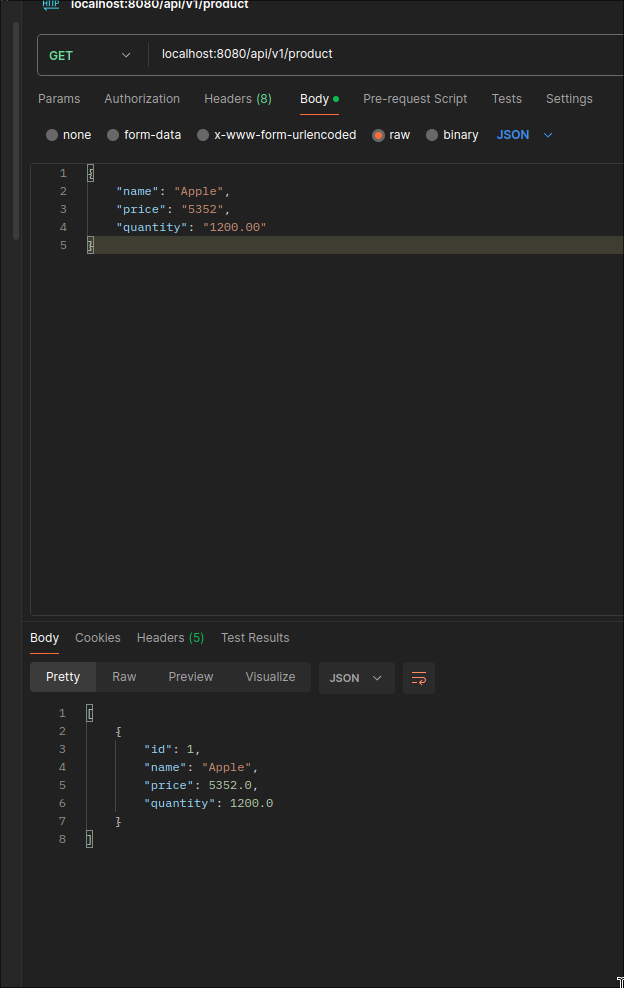 HTTP localhost:8080/api/v1/product
GET localhost:8080/api/v1/product
Params Authorization Headers (8) Body Pre-request Script Tests Settings
none form-data x-www-form-urlencoded raw binary JSON
1 {
2 "name": "Apple",
3 "price": "5352",
4 "quantity": "1200.00"
5 }
Body Cookies Headers (5) Test Results
Pretty Raw Preview Visualize JSON
1 [
2 {
3 "id": 1,
4 "name": "Apple",
5 "price": 5352.0,
6 "quantity": 1200.0
7 }
8 ]